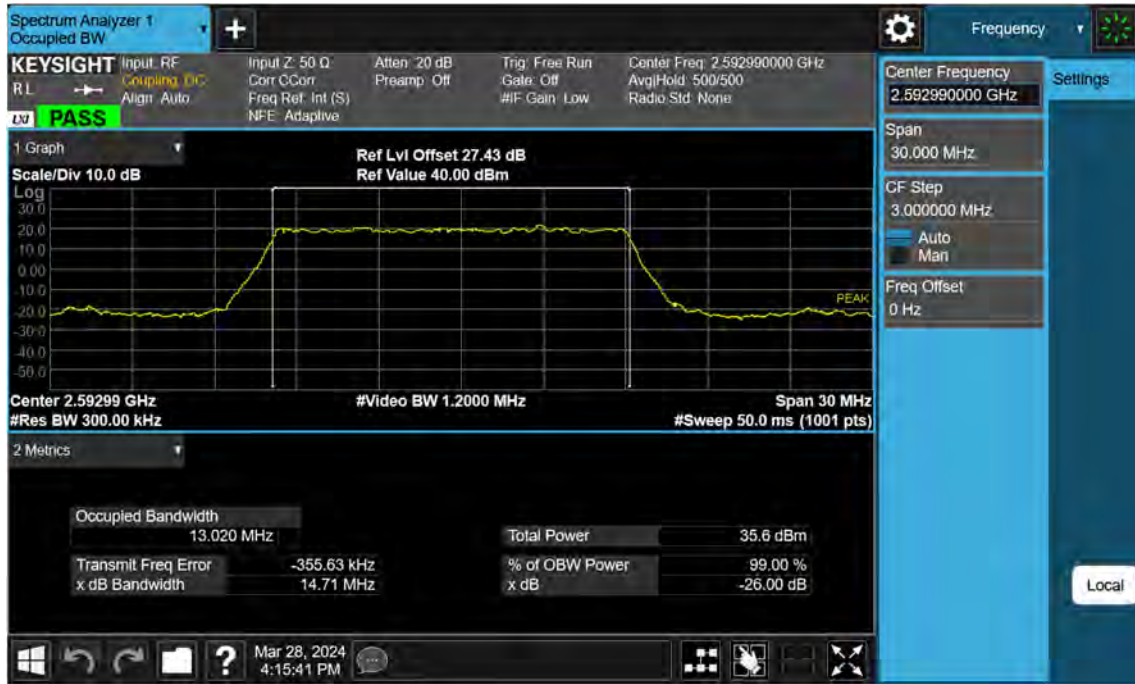 Spectrum Analyzer 1
Occupied BW
Frequency
KEYSIGHT
R L
LXI PASS
Input: RF
Coupling: DC
Align: Auto
Input Z: 50 Ω
Corr CCorr
Freq Ref: Int (S)
NFE: Adaptive
Atten: 20 dB
Preamp: Off
Trig: Free Run
Gate: Off
#IF Gain: Low
Center Freq: 2.592990000 GHz
Avg|Hold: 500/500
Radio Std: None
Center Frequency
2.592990000 GHz
Settings
Span
30.000 MHz
CF Step
3.000000 MHz
Auto
Man
Freq Offset
0 Hz
1 Graph
Ref Lvl Offset 27.43 dB
Scale/Div 10.0 dB
Ref Value 40.00 dBm
Log
30.0
20.0
10.0
0.00
-10.0
-20.0
-30.0
-40.0
-50.0
PEAK
Center 2.59299 GHz
#Video BW 1.2000 MHz
Span 30 MHz
#Res BW 300.00 kHz
#Sweep 50.0 ms (1001 pts)
2 Metrics
Occupied Bandwidth
13.020 MHz
Total Power 35.6 dBm
Transmit Freq Error -355.63 kHz
% of OBW Power 99.00 %
x dB Bandwidth 14.71 MHz
x dB -26.00 dB
Local
?
Mar 28, 2024
4:15:41 PM